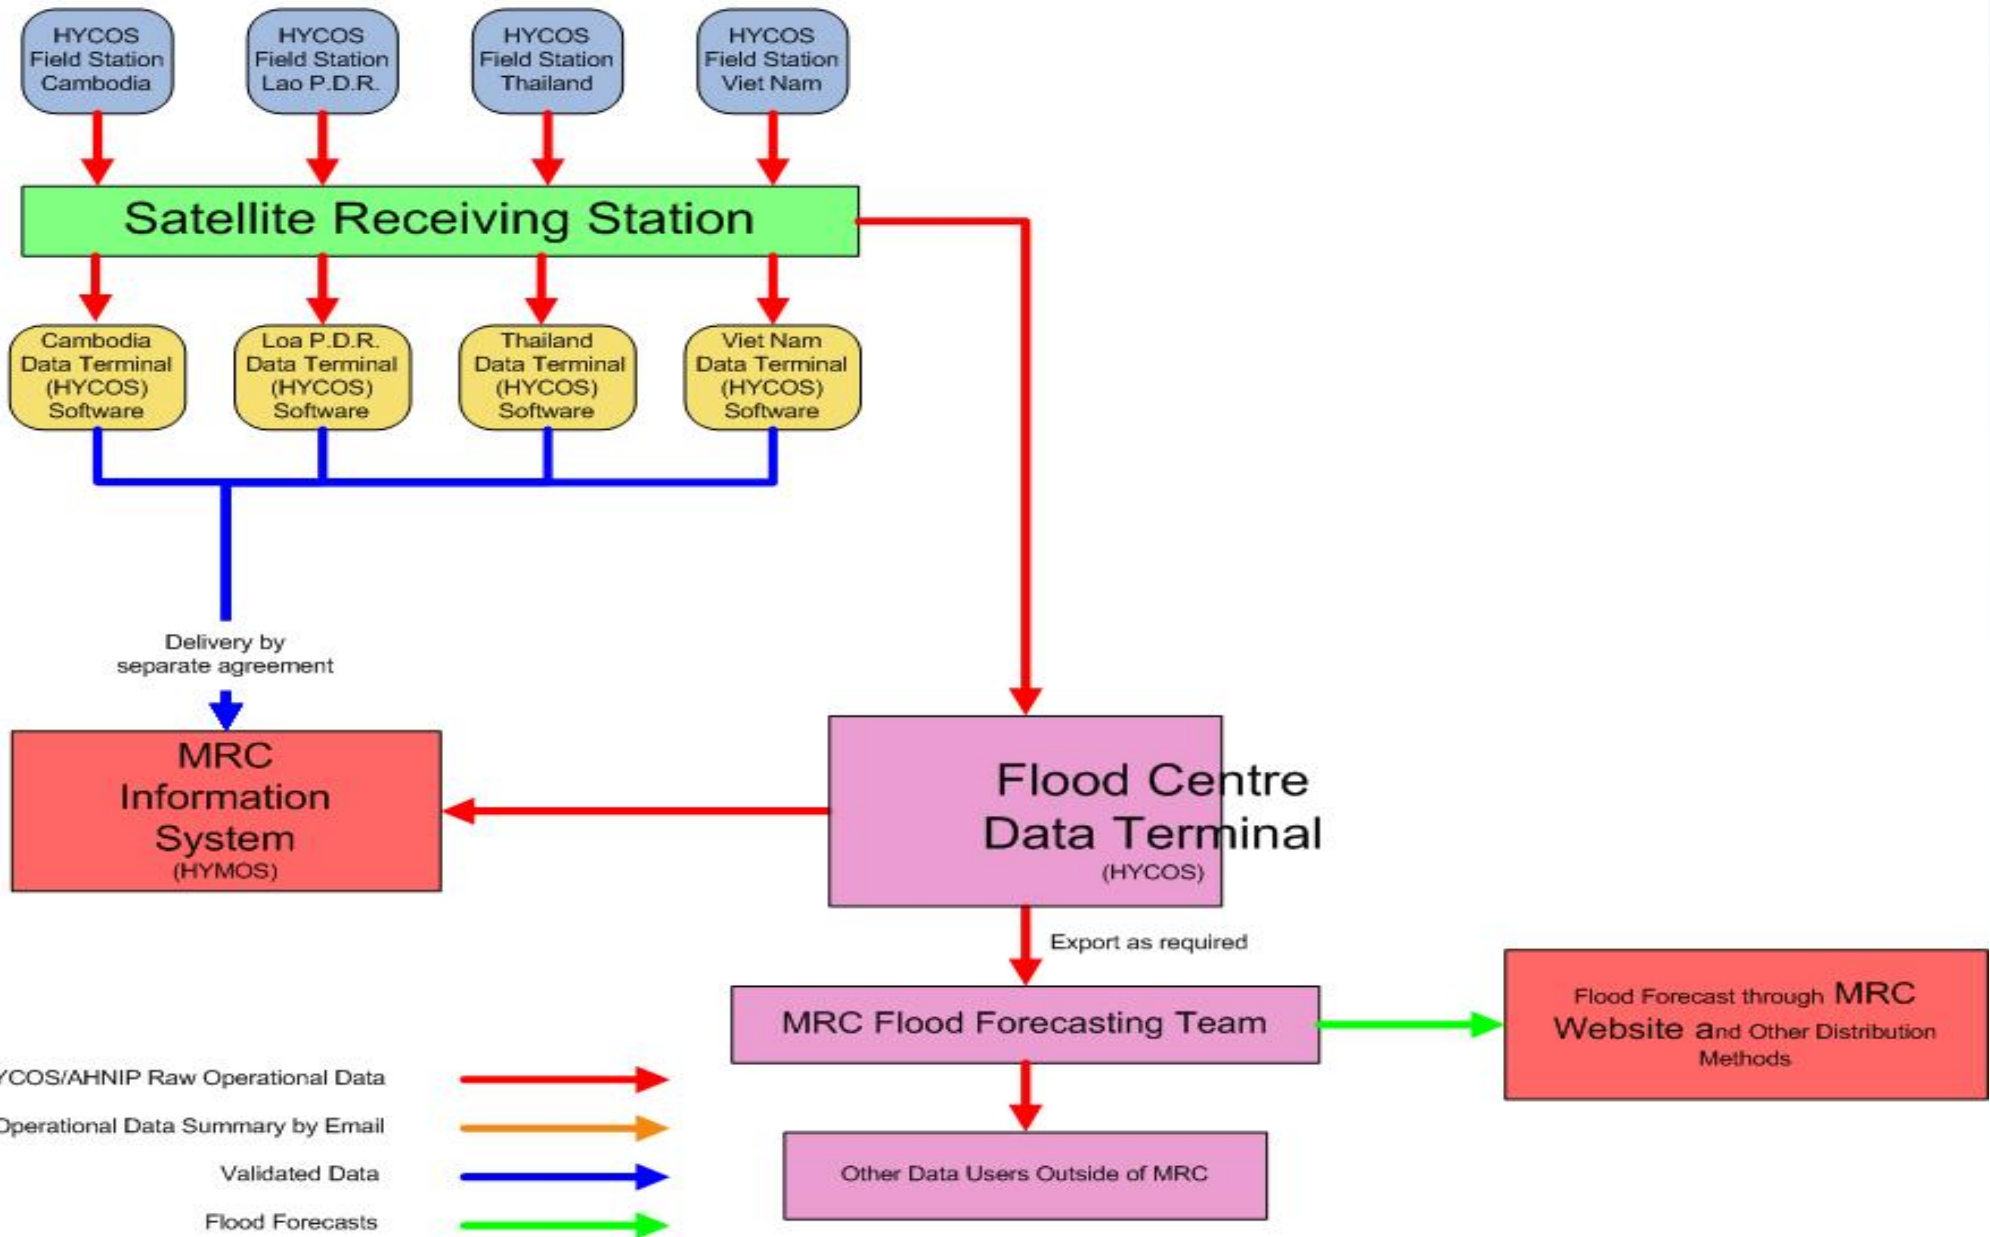 HYCOS
Field Station
Cambodia
HYCOS
Field Station
Lao P.D.R.
HYCOS
Field Station
Thailand
HYCOS
Field Station
Viet Nam
Satellite Receiving Station
Cambodia
Data Terminal
(HYCOS)
Software
Loa P.D.R.
Data Terminal
(HYCOS)
Software
Thailand
Data Terminal
(HYCOS)
Software
Viet Nam
Data Terminal
(HYCOS)
Software
Delivery by
separate agreement
MRC
Information
System
(HYMOS)
Flood Centre
Data Terminal
(HYCOS)
Export as required
MRC Flood Forecasting Team
Flood Forecast through MRC
Website and Other Distribution
Methods
Other Data Users Outside of MRC
YCOS/AHNIP Raw Operational Data
Operational Data Summary by Email
Validated Data
Flood Forecasts